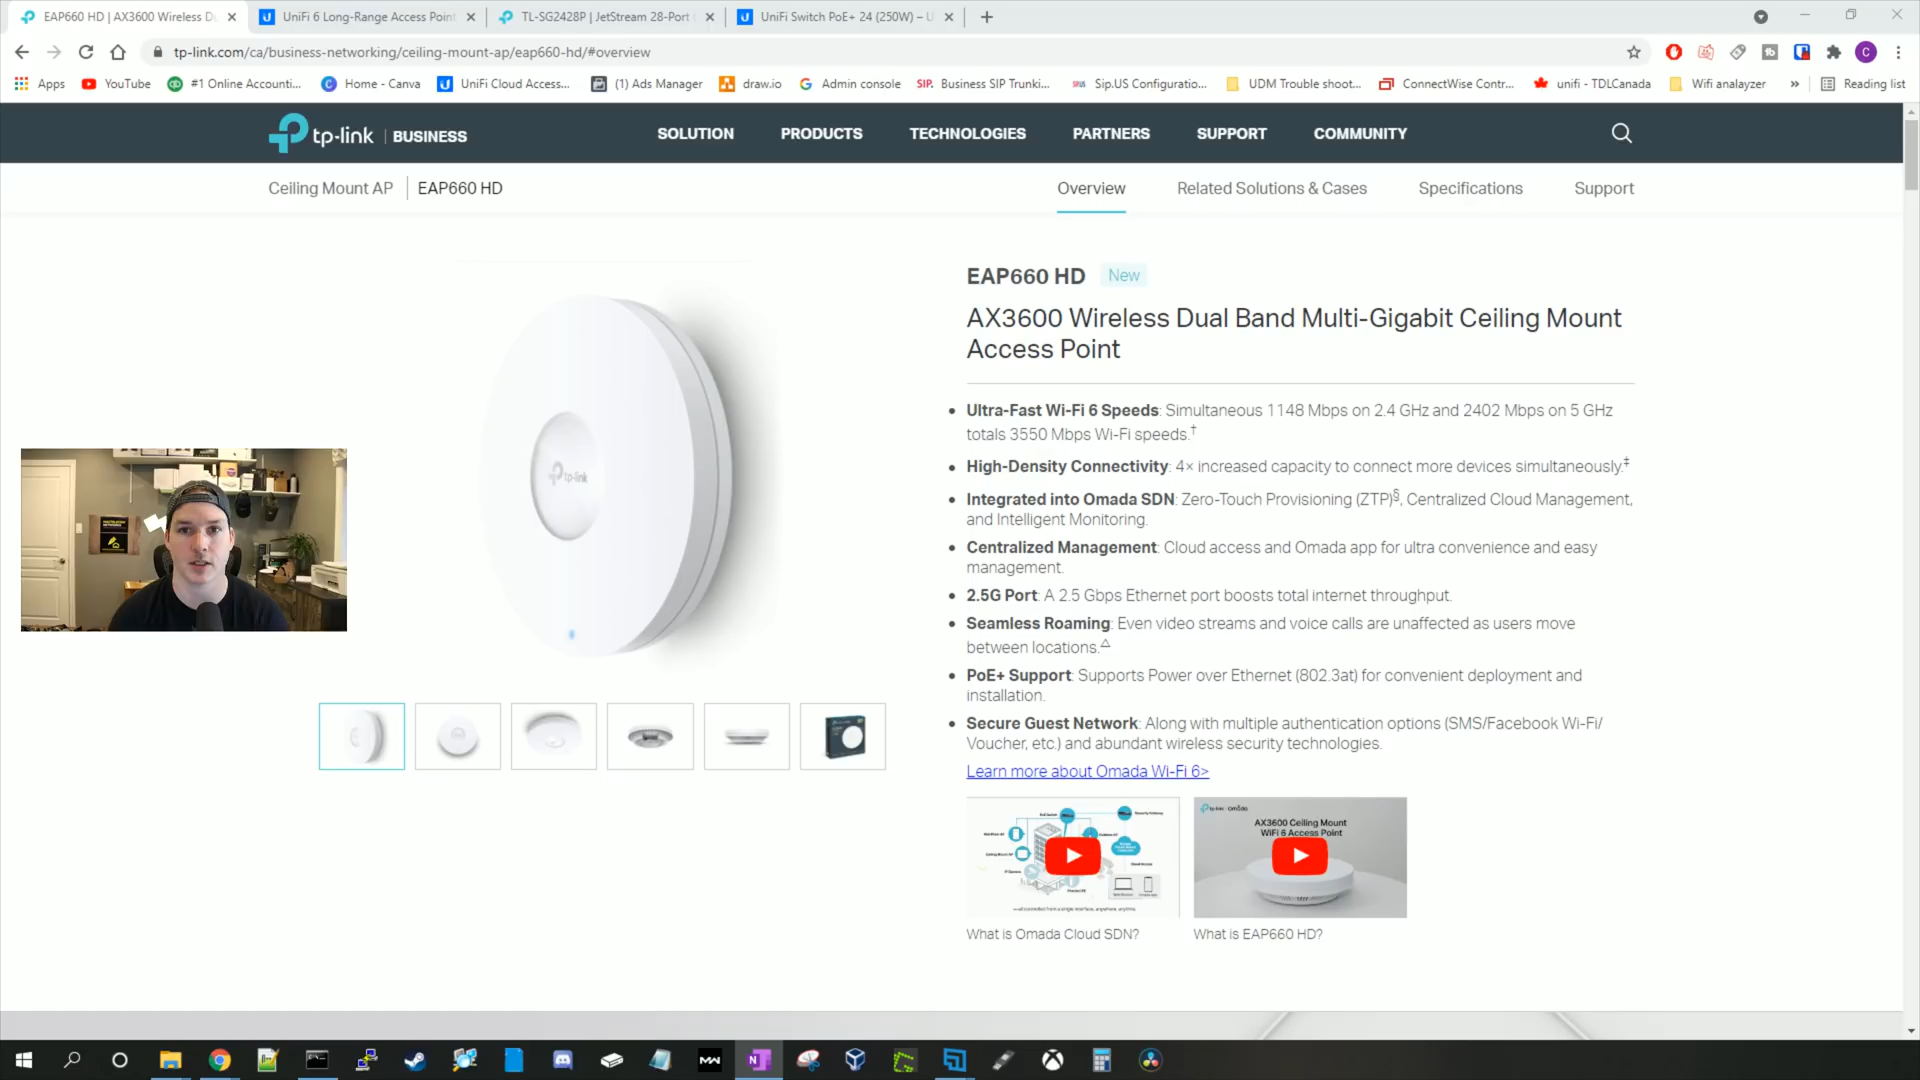 EAP660 HD | AX3600 Wireless Du
UniFi 6 Long-Range Access Point
TL-SG2428P | JetStream 28-Port
UniFi Switch PoE+ 24 (250W) – U
tp-link.com/ca/business-networking/ceiling-mount-ap/eap660-hd/#overview
C
Apps
YouTube
#1 Online Accounti...
Home - Canva
UniFi Cloud Access...
(1) Ads Manager
draw.io
Admin console
SIP. Business SIP Trunki...
Sip.US Configuratio...
UDM Trouble shoot...
ConnectWise Contr...
unifi - TDLCanada
Wifi analayzer
»
Reading list
tp-link | BUSINESS
SOLUTION
PRODUCTS
TECHNOLOGIES
PARTNERS
SUPPORT
COMMUNITY
Ceiling Mount AP | EAP660 HD
Overview
Related Solutions & Cases
Specifications
Support
tp-link
EAP660 HD New
AX3600 Wireless Dual Band Multi-Gigabit Ceiling Mount
Access Point
• Ultra-Fast Wi-Fi 6 Speeds: Simultaneous 1148 Mbps on 2.4 GHz and 2402 Mbps on 5 GHz
totals 3550 Mbps Wi-Fi speeds.†
• High-Density Connectivity: 4× increased capacity to connect more devices simultaneously.‡
• Integrated into Omada SDN: Zero-Touch Provisioning (ZTP)§, Centralized Cloud Management,
and Intelligent Monitoring.
• Centralized Management: Cloud access and Omada app for ultra convenience and easy
management.
• 2.5G Port: A 2.5 Gbps Ethernet port boosts total internet throughput.
• Seamless Roaming: Even video streams and voice calls are unaffected as users move
between locations.△
• PoE+ Support: Supports Power over Ethernet (802.3at) for convenient deployment and
installation.
• Secure Guest Network: Along with multiple authentication options (SMS/Facebook Wi-Fi/
Voucher, etc.) and abundant wireless security technologies.
Learn more about Omada Wi-Fi 6>
tp-link omada
AX3600 Ceiling Mount
WiFi 6 Access Point
What is Omada Cloud SDN?
What is EAP660 HD?